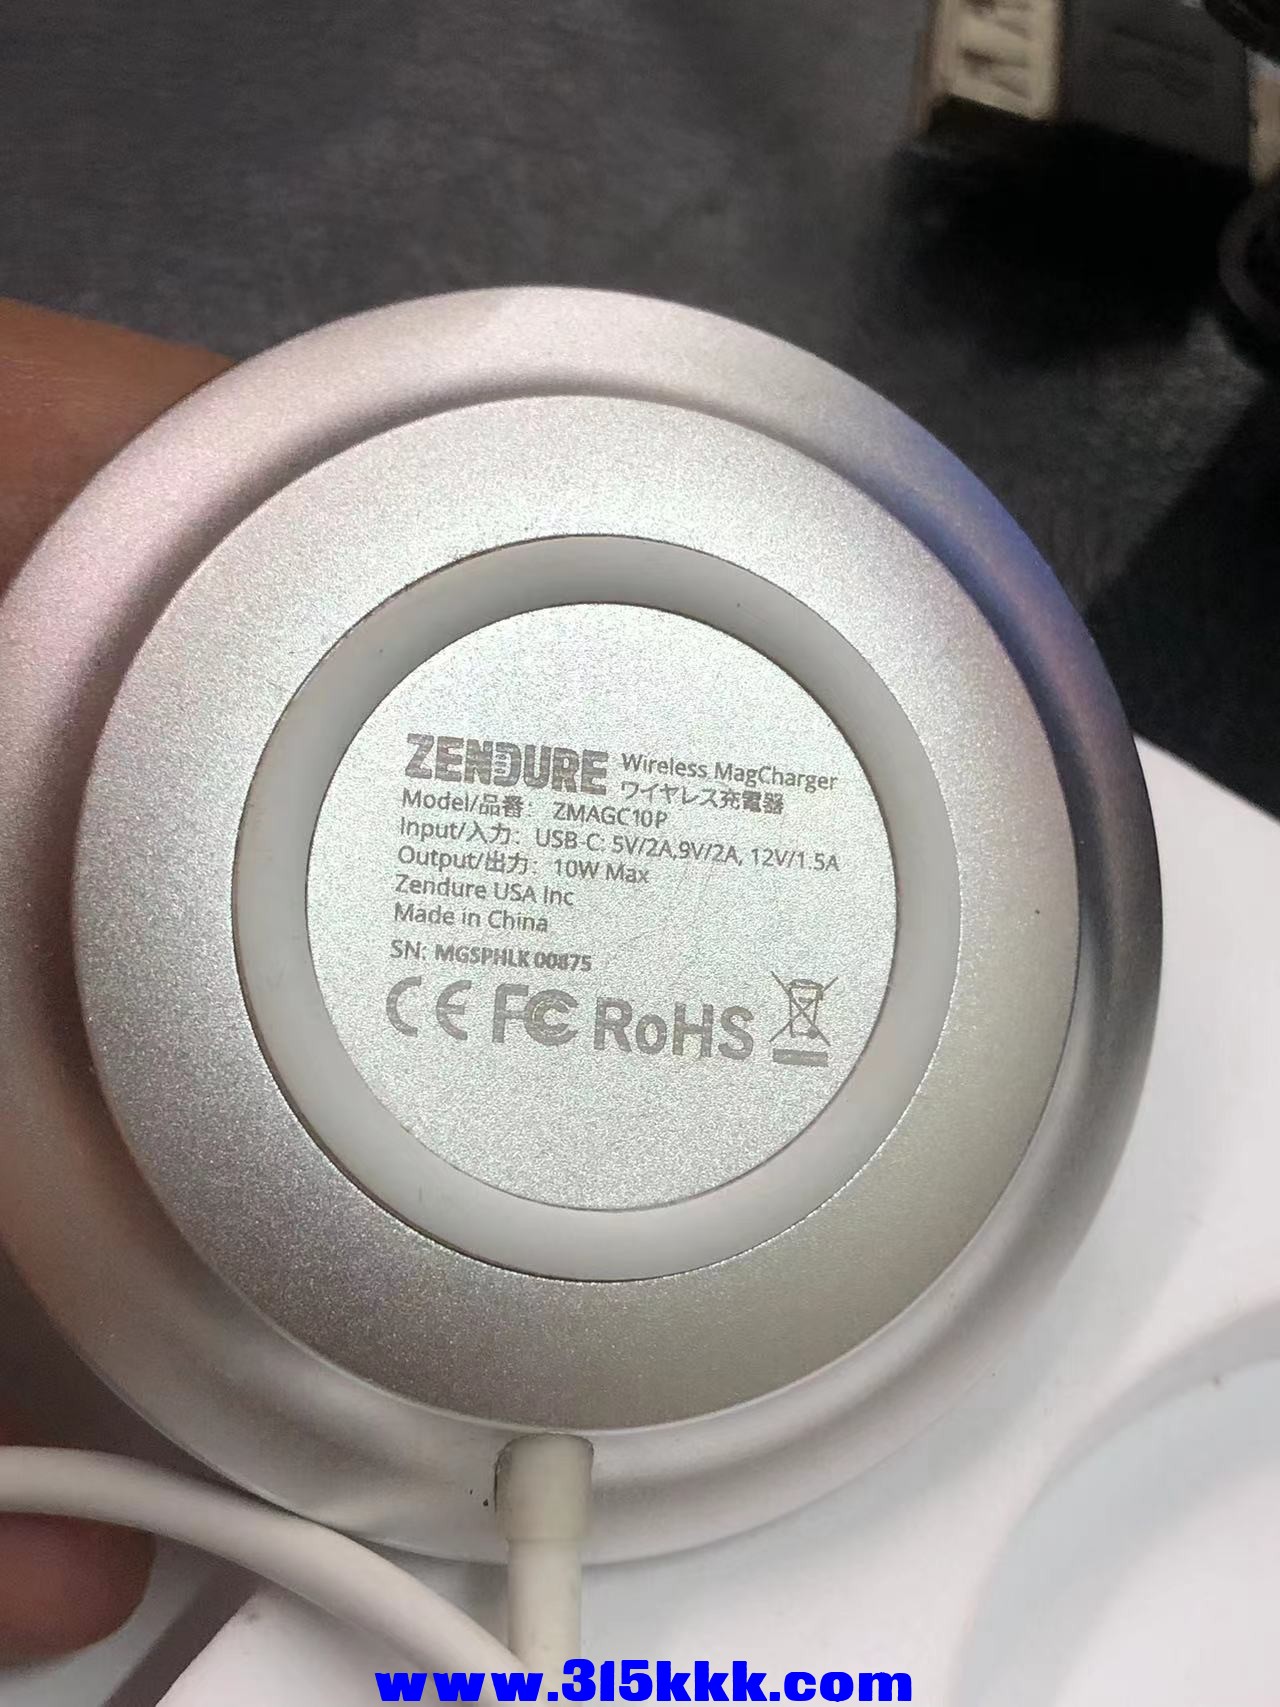 ZENDURE Wireless MagCharger
ワイヤレス充電器
Model/品番: ZMAGC10P
Input/入力: USB-C: 5V/2A,9V/2A, 12V/1.5A
Output/出力: 10W Max
Zendure USA Inc
Made in China
SN: MGSPHLK00875
CE FC RoHS
www.315kkk.com